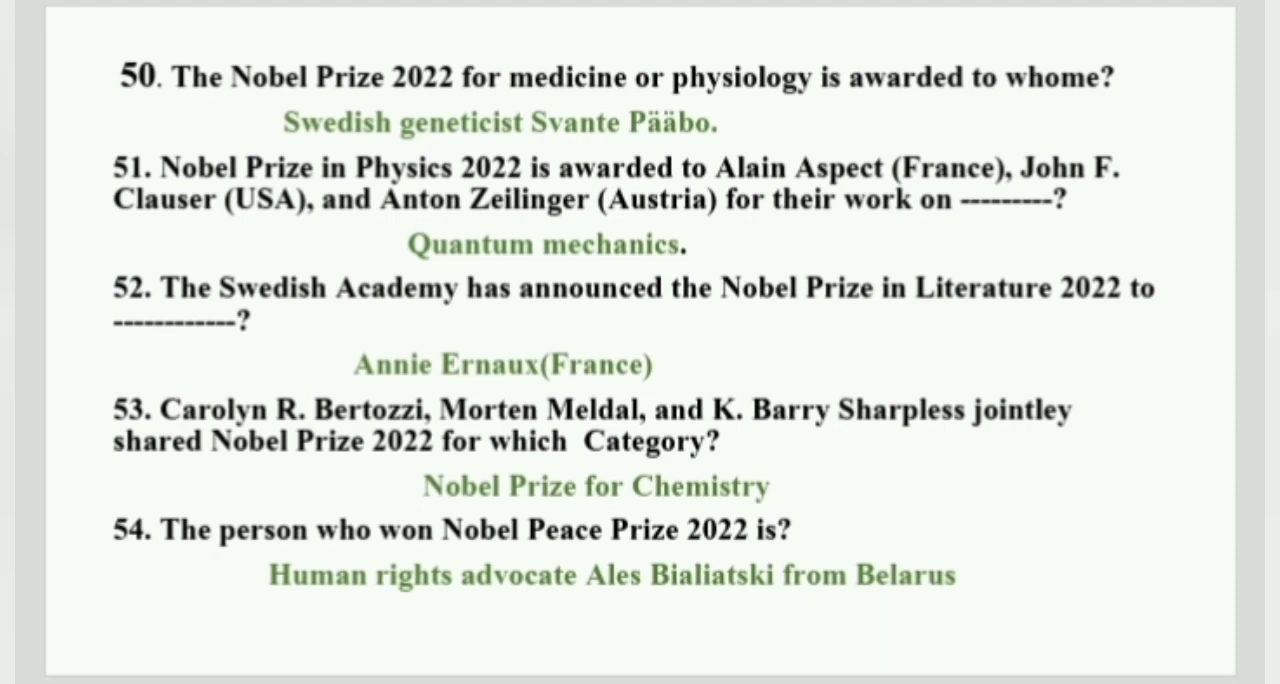 50. The Nobel Prize 2022 for medicine or physiology is awarded to whome?
Swedish geneticist Svante Pääbo.
51. Nobel Prize in Physics 2022 is awarded to Alain Aspect (France), John F.
Clauser (USA), and Anton Zeilinger (Austria) for their work on ---------?
Quantum mechanics.
52. The Swedish Academy has announced the Nobel Prize in Literature 2022 to
------------?
Annie Ernaux(France)
53. Carolyn R. Bertozzi, Morten Meldal, and K. Barry Sharpless jointley
shared Nobel Prize 2022 for which  Category?
Nobel Prize for Chemistry
54. The person who won Nobel Peace Prize 2022 is?
Human rights advocate Ales Bialiatski from Belarus